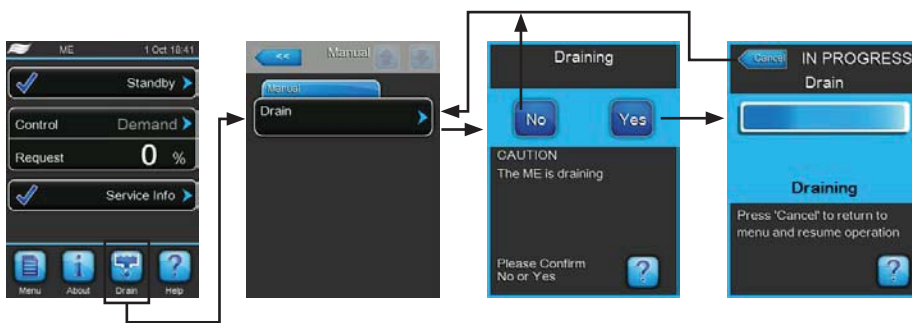 ME 1 Oct 18:41
Standby
Control Demand
Request 0 %
Service Info
Menu About Drain Help
<< Manual
Manual
Drain
Draining
No Yes
CAUTION
The ME is draining
Please Confirm
No or Yes
?
Cancel IN PROGRESS
Drain
Draining
Press 'Cancel' to return to
menu and resume operation
?